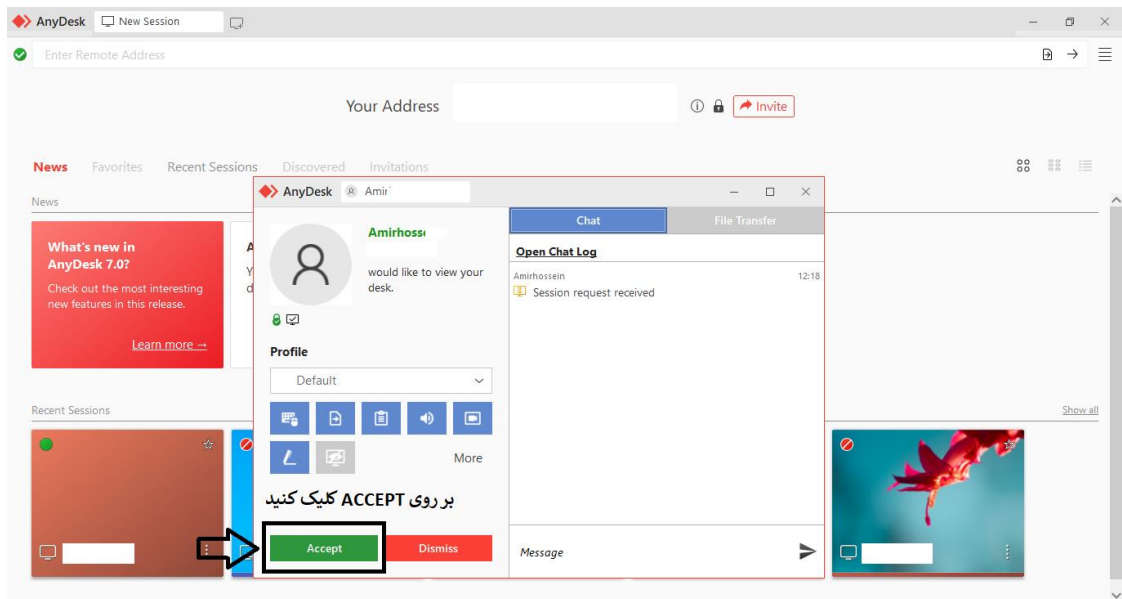 AnyDesk
New Session
Enter Remote Address
Your Address
Invite
News
Favorites
Recent Sessions
Discovered
Invitations
News
What's new in
AnyDesk 7.0?
Check out the most interesting
new features in this release.
Learn more →
AnyDesk
Amir
Amirhosse
would like to view your
desk.
Profile
Default
More
بر روی ACCEPT کلیک کنید
Accept
Dismiss
Chat
File Transfer
Open Chat Log
Amirhossein
12:18
Session request received
Message
Recent Sessions
Show all